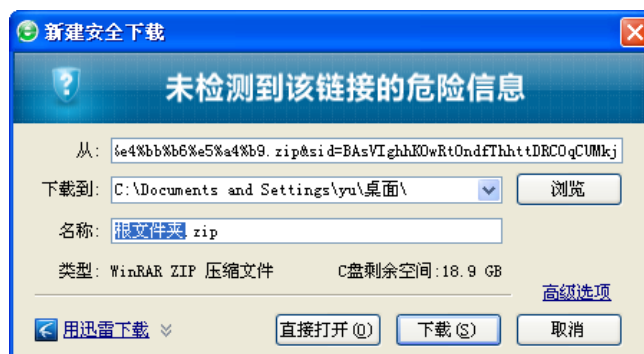 新建安全下载
未检测到该链接的危险信息
从: %e4%bb%b6%e5%a4%b9.zip&sid=BAsVIghhKOwRtOndfThhttDRCOqCUMkj
下载到: C:\Documents and Settings\yu\桌面\ 浏览
名称: 根文件夹.zip
类型: WinRAR ZIP 压缩文件 C盘剩余空间:18.9 GB
高级选项
用迅雷下载 直接打开(O) 下载(S) 取消